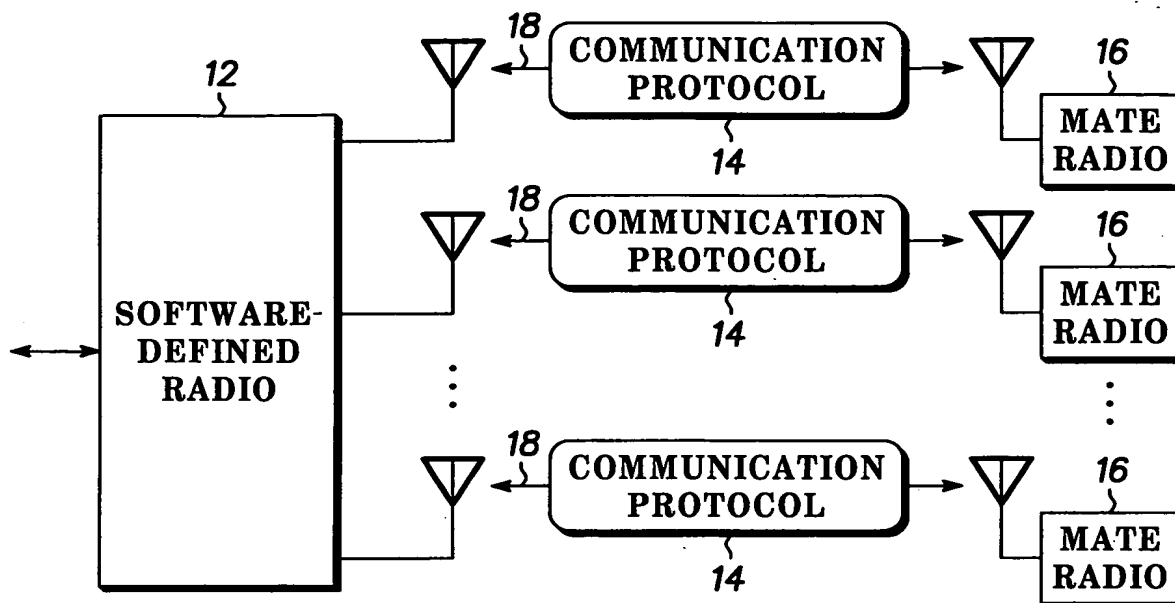 12
SOFTWARE-
DEFINED
RADIO
18
COMMUNICATION
PROTOCOL
14
16
MATE
RADIO
18
COMMUNICATION
PROTOCOL
14
16
MATE
RADIO
18
COMMUNICATION
PROTOCOL
14
16
MATE
RADIO